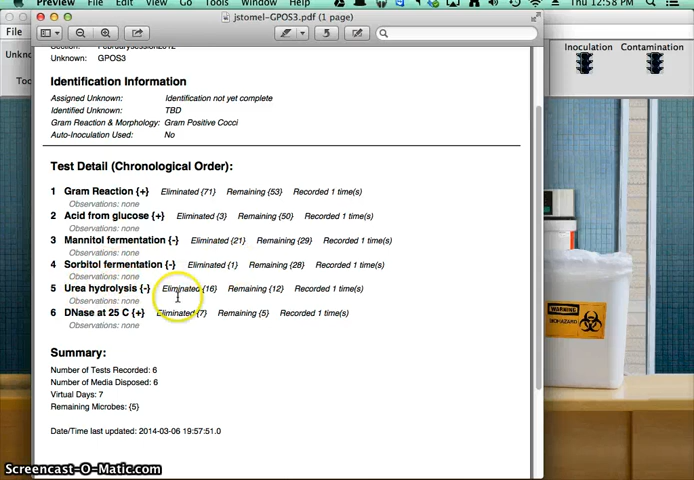 Preview File Edit View Go Tools Window Help
Thu 12:58 PM
jstomel-GPOS3.pdf (1 page)
File
Inoculation Contamination
Unknown: GPOS3
Identification Information
Assigned Unknown: Identification not yet complete
Identified Unknown: TBD
Gram Reaction & Morphology: Gram Positive Cocci
Auto-Inoculation Used: No
Test Detail (Chronological Order):
1 Gram Reaction {+} Eliminated {71} Remaining {53} Recorded 1 time(s)
Observations: none
2 Acid from glucose {+} Eliminated {3} Remaining {50} Recorded 1 time(s)
Observations: none
3 Mannitol fermentation {-} Eliminated {21} Remaining {29} Recorded 1 time(s)
Observations: none
4 Sorbitol fermentation {-} Eliminated {1} Remaining {28} Recorded 1 time(s)
Observations: none
5 Urea hydrolysis {-} Eliminated {16} Remaining {12} Recorded 1 time(s)
Observations: none
6 DNase at 25 C {+} Eliminated {7} Remaining {5} Recorded 1 time(s)
Observations: none
Summary:
Number of Tests Recorded: 6
Number of Media Disposed: 6
Virtual Days: 7
Remaining Microbes: {5}
Date/Time last updated: 2014-03-06 19:57:51.0
WARNING
BIOHAZARD
Screencast-O-Matic.com